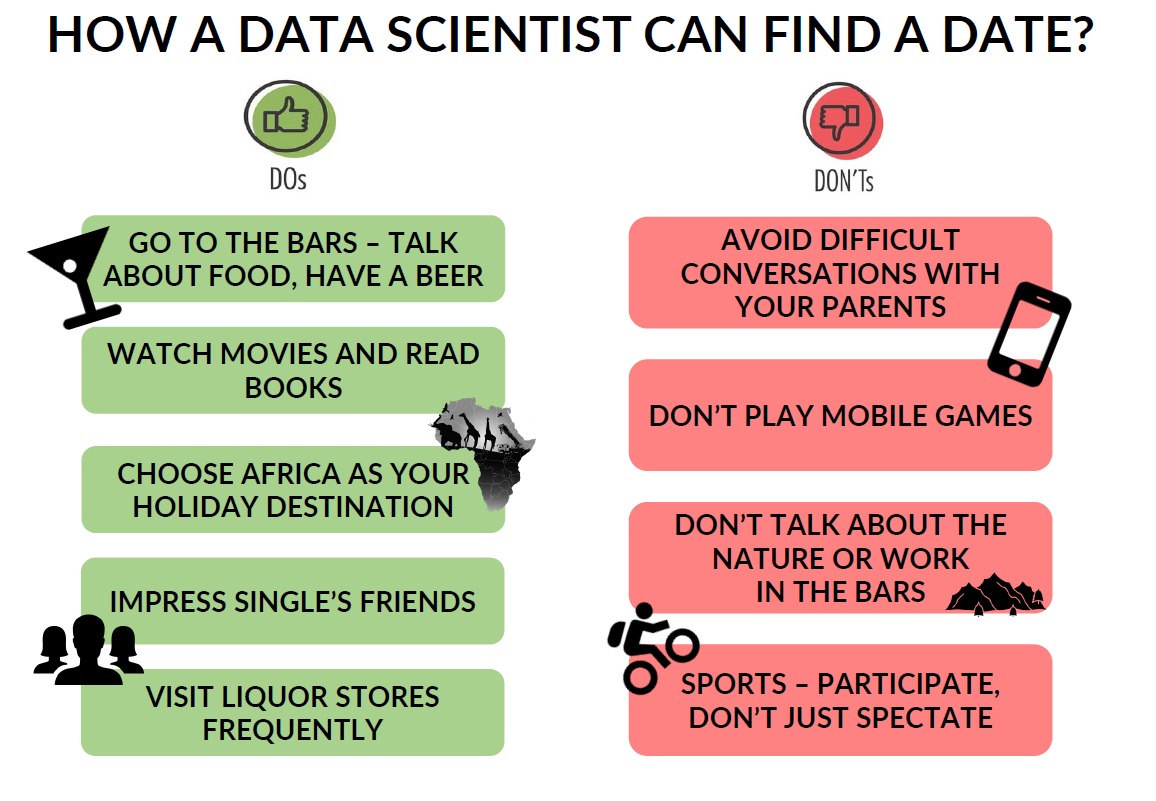 HOW A DATA SCIENTIST CAN FIND A DATE?
DOs
GO TO THE BARS – TALK
ABOUT FOOD, HAVE A BEER
WATCH MOVIES AND READ
BOOKS
CHOOSE AFRICA AS YOUR
HOLIDAY DESTINATION
IMPRESS SINGLE'S FRIENDS
VISIT LIQUOR STORES
FREQUENTLY
DON'Ts
AVOID DIFFICULT
CONVERSATIONS WITH
YOUR PARENTS
DON'T PLAY MOBILE GAMES
DON'T TALK ABOUT THE
NATURE OR WORK
IN THE BARS
SPORTS – PARTICIPATE,
DON'T JUST SPECTATE